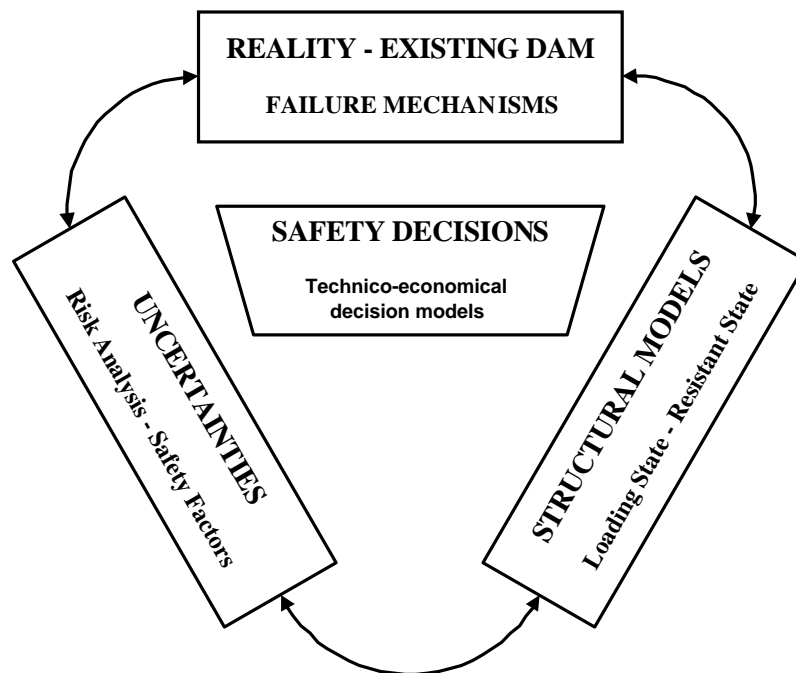 REALITY - EXISTING DAM
FAILURE MECHANISMS
SAFETY DECISIONS
Technico-economical
decision models
UNCERTAINTIES
Risk Analysis - Safety Factors
STRUCTURAL MODELS
Loading State - Resistant State